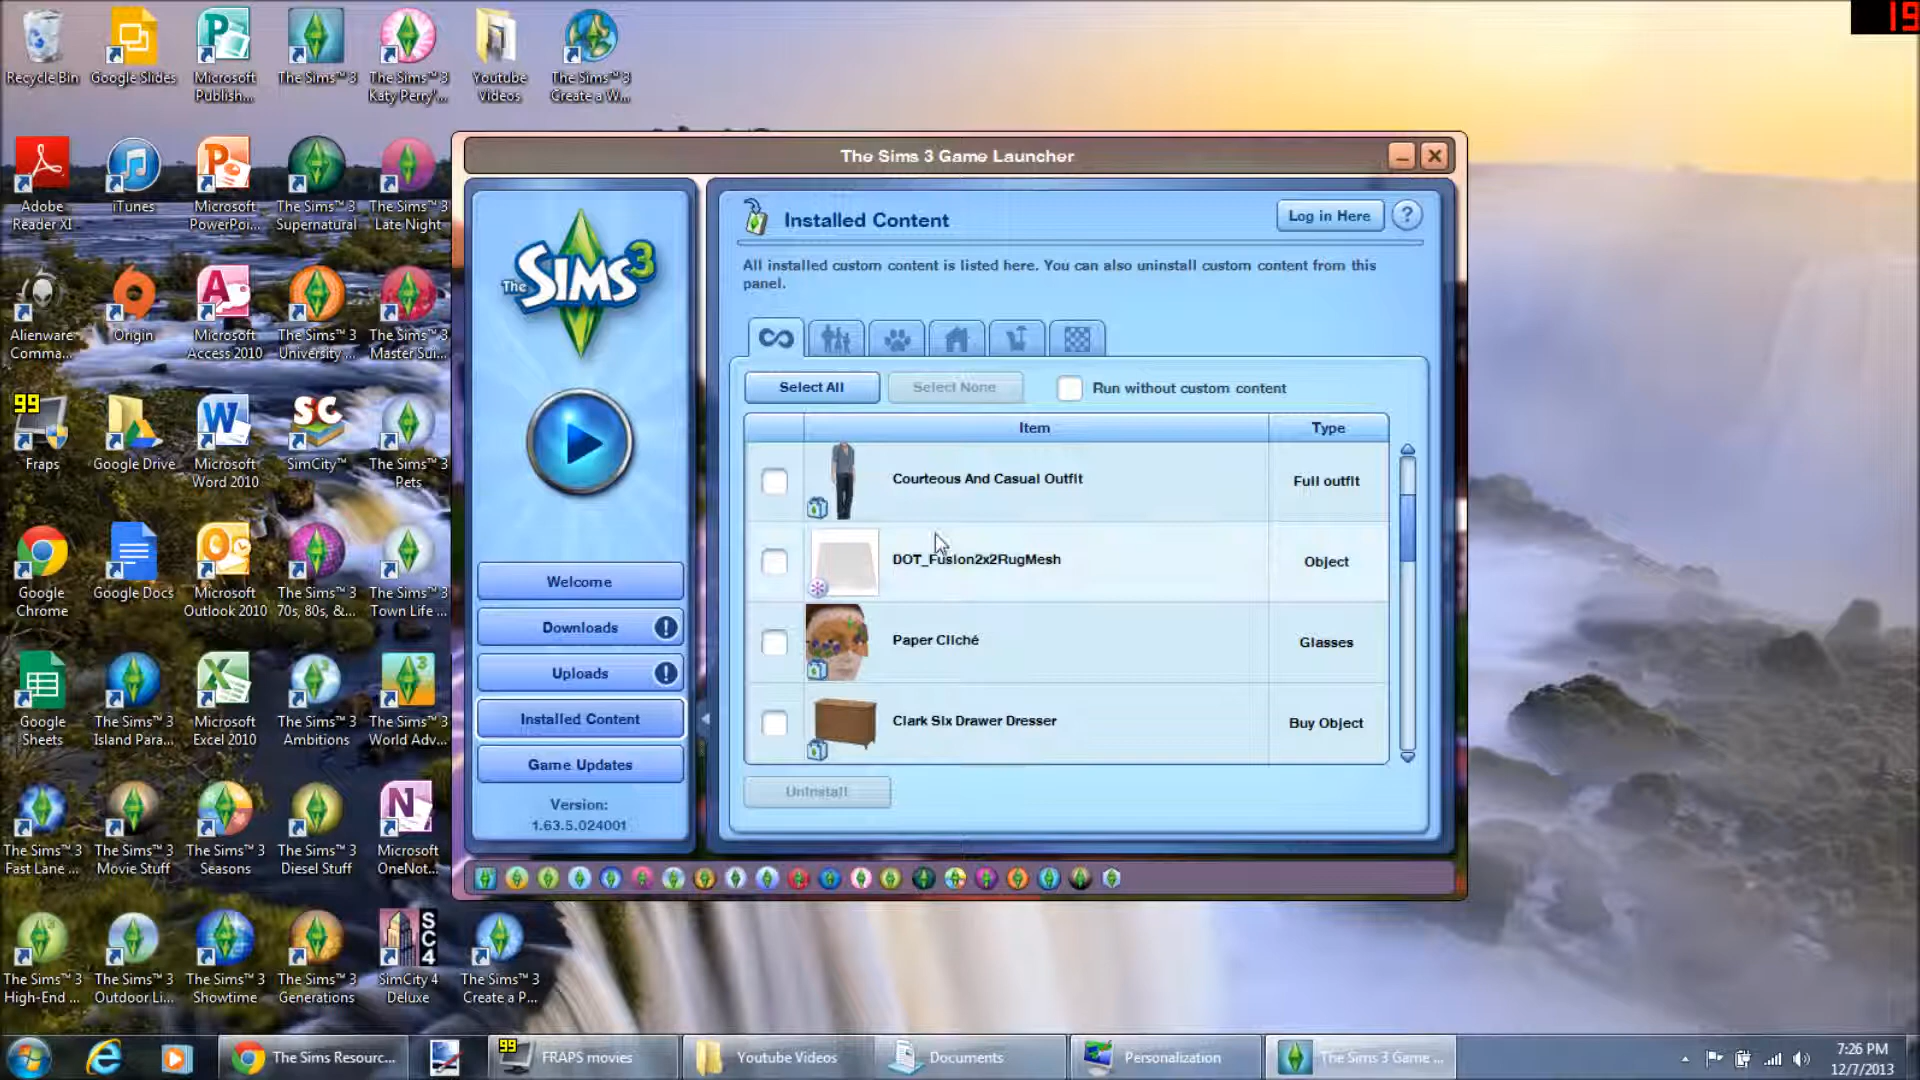 19
Recycle Bin
Google Slides
Microsoft
Publish...
The Sims™ 3
The Sims™ 3
Katy Perry'...
Youtube
Videos
The Sims™ 3
Create a W...
Adobe
Reader XI
iTunes
Microsoft
PowerPoi...
The Sims™ 3
Supernatural
The Sims™ 3
Late Night
Alienware
Comma...
Origin
Microsoft
Access 2010
The Sims™ 3
University ...
The Sims™ 3
Master Sui...
99
Fraps
Google Drive
Microsoft
Word 2010
SC
SimCity™
The Sims™ 3
Pets
Google
Chrome
Google Docs
Microsoft
Outlook 2010
The Sims™ 3
70s, 80s, &...
The Sims™ 3
Town Life ...
Google
Sheets
The Sims™ 3
Island Para...
Microsoft
Excel 2010
The Sims™ 3
Ambitions
The Sims™ 3
World Adv...
The Sims™ 3
Fast Lane ...
The Sims™ 3
Movie Stuff
The Sims™ 3
Seasons
The Sims™ 3
Diesel Stuff
Microsoft
OneNot...
The Sims™ 3
High-End ...
The Sims™ 3
Outdoor Li...
The Sims™ 3
Showtime
The Sims™ 3
Generations
SC4
SimCity 4
Deluxe
The Sims™ 3
Create a P...
The Sims 3 Game Launcher
The SIMS 3
Welcome
Downloads
Uploads
Installed Content
Game Updates
Version:
1.63.5.024001
Installed Content
Log in Here
?
All installed custom content is listed here. You can also uninstall custom content from this
panel.
Select All
Select None
Run without custom content
Item
Type
Courteous And Casual Outfit
Full outfit
DOT_Fusion2x2RugMesh
Object
Paper Cliché
Glasses
Clark Six Drawer Dresser
Buy Object
Uninstall
The Sims Resourc...
99
FRAPS movies
Youtube Videos
Documents
Personalization
The Sims 3 Game ...
7:26 PM
12/7/2013